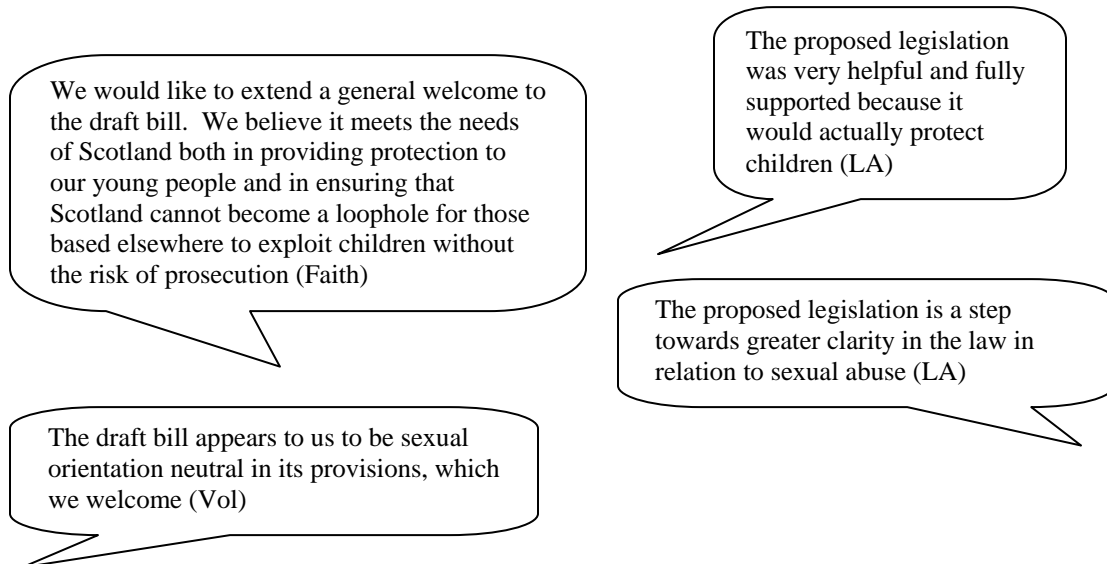 We would like to extend a general welcome to
the draft bill.  We believe it meets the needs
of Scotland both in providing protection to
our young people and in ensuring that
Scotland cannot become a loophole for those
based elsewhere to exploit children without
the risk of prosecution (Faith)
The proposed legislation
was very helpful and fully
supported because it
would actually protect
children (LA)
The proposed legislation is a step
towards greater clarity in the law in
relation to sexual abuse (LA)
The draft bill appears to us to be sexual
orientation neutral in its provisions, which
we welcome (Vol)